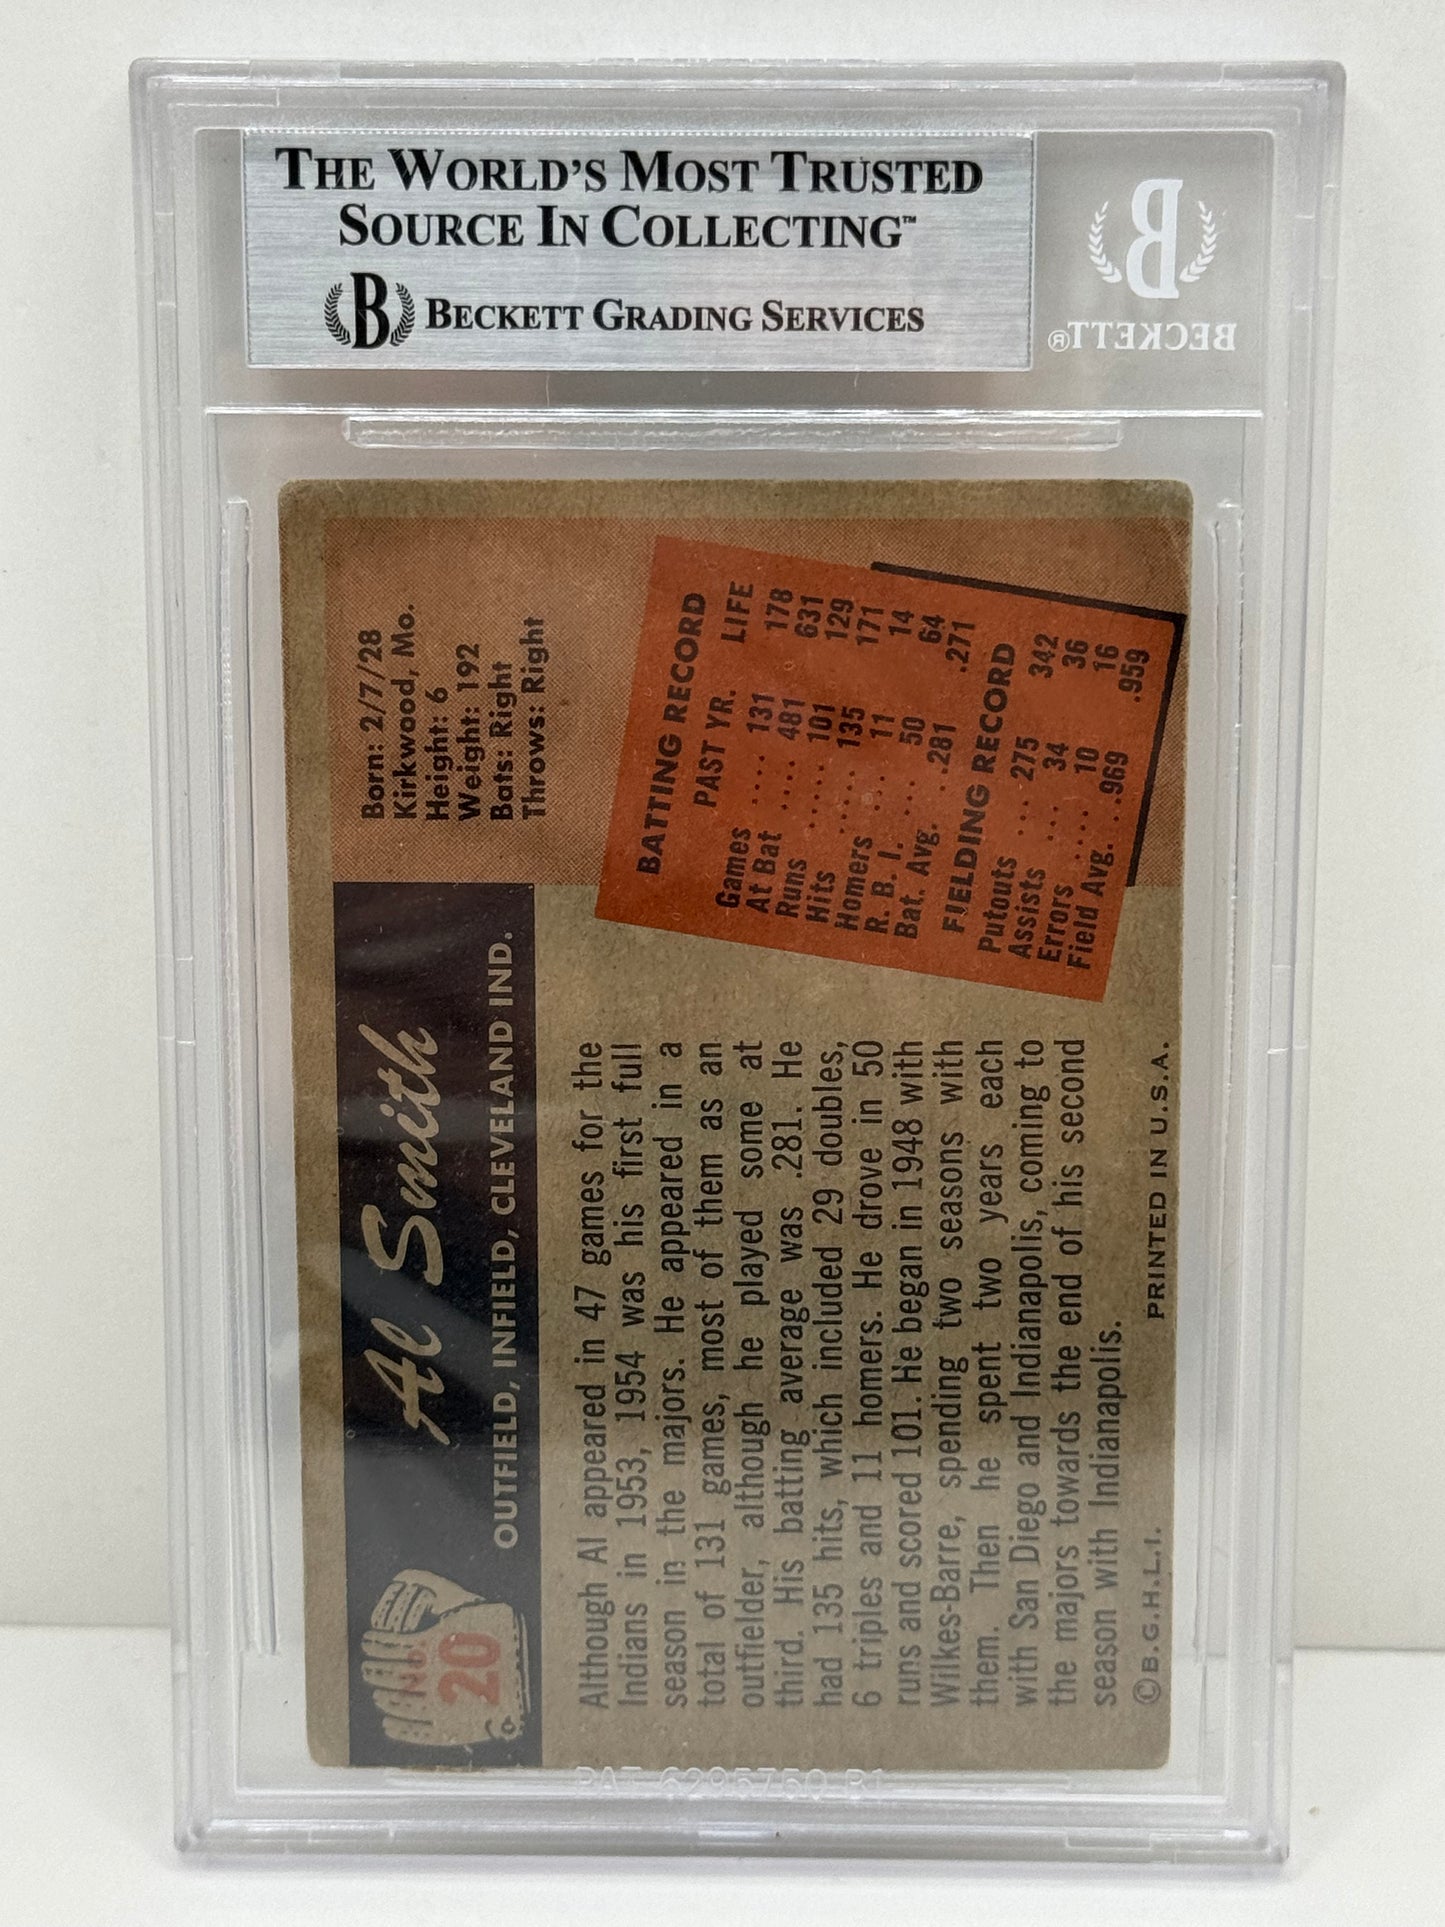 THE WORLD'S MOST TRUSTED
SOURCE IN COLLECTING™
B BECKETT GRADING SERVICES
B
BECKETT®
No.
20
Al Smith
OUTFIELD, INFIELD, CLEVELAND IND.
Born: 2/7/28
Kirkwood, Mo.
Height: 6
Weight: 192
Bats: Right
Throws: Right
Although Al appeared in 47 games for the
Indians in 1953, 1954 was his first full
season in the majors. He appeared in a
total of 131 games, most of them as an
outfielder, although he played some at
third. His batting average was .281. He
had 135 hits, which included 29 doubles,
6 triples and 11 homers. He drove in 50
runs and scored 101. He began in 1948 with
Wilkes-Barre, spending two seasons with
them. Then he spent two years each
with San Diego and Indianapolis, coming to
the majors towards the end of his second
season with Indianapolis.
©B.G.H.L.I. PRINTED IN U.S.A.
BATTING RECORD
PAST YR. LIFE
Games .... 131 178
At Bat .... 481 631
Runs ..... 101 129
Hits ..... 135 171
Homers ... 11 14
R. B. I. .... 50 64
Bat. Avg. . .281 .271
FIELDING RECORD
Putouts ... 275 342
Assists ... 34 36
Errors ..... 10 16
Field Avg. ...969 .959
PAT 6295750 B1